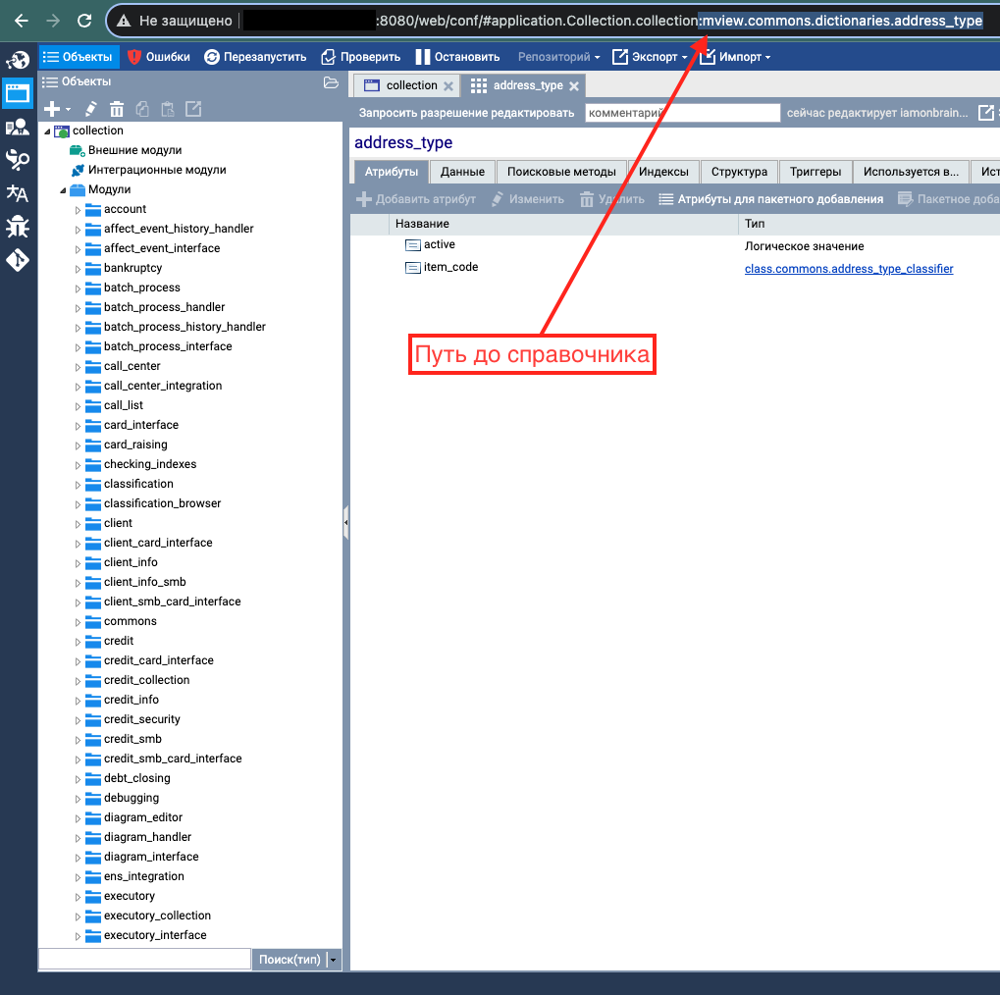 Не защищено
:8080/web/conf/#application.Collection.collection:mview.commons.dictionaries.address_type
Объекты Ошибки Перезапустить Проверить Остановить Репозиторий Экспорт Импорт
Объекты
collection address_type
Запросить разрешение редактировать комментарий сейчас редактирует iamonbrain...
address_type
Атрибуты Данные Поисковые методы Индексы Структура Триггеры Используется в... Ист
Добавить атрибут Изменить Удалить Атрибуты для пакетного добавления Пакетное доба
Название Тип
active Логическое значение
item_code class.commons.address_type_classifier
Путь до справочника
collection
Внешние модули
Интеграционные модули
Модули
account
affect_event_history_handler
affect_event_interface
bankruptcy
batch_process
batch_process_handler
batch_process_history_handler
batch_process_interface
call_center
call_center_integration
call_list
card_interface
card_raising
checking_indexes
classification
classification_browser
client
client_card_interface
client_info
client_info_smb
client_smb_card_interface
commons
credit
credit_card_interface
credit_collection
credit_info
credit_security
credit_smb
credit_smb_card_interface
debt_closing
debugging
diagram_editor
diagram_handler
diagram_interface
ens_integration
executory
executory_collection
executory_interface
Поиск(тип)